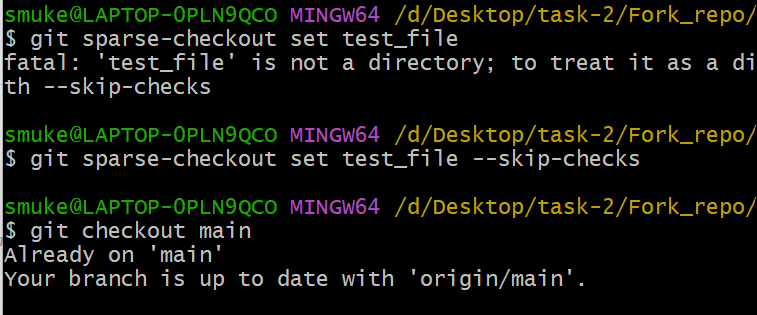 smuke@LAPTOP-0PLN9QCO MINGW64 /d/Desktop/task-2/Fork_repo/
$ git sparse-checkout set test_file
fatal: 'test_file' is not a directory; to treat it as a di
th --skip-checks
smuke@LAPTOP-0PLN9QCO MINGW64 /d/Desktop/task-2/Fork_repo/
$ git sparse-checkout set test_file --skip-checks
smuke@LAPTOP-0PLN9QCO MINGW64 /d/Desktop/task-2/Fork_repo/
$ git checkout main
Already on 'main'
Your branch is up to date with 'origin/main'.